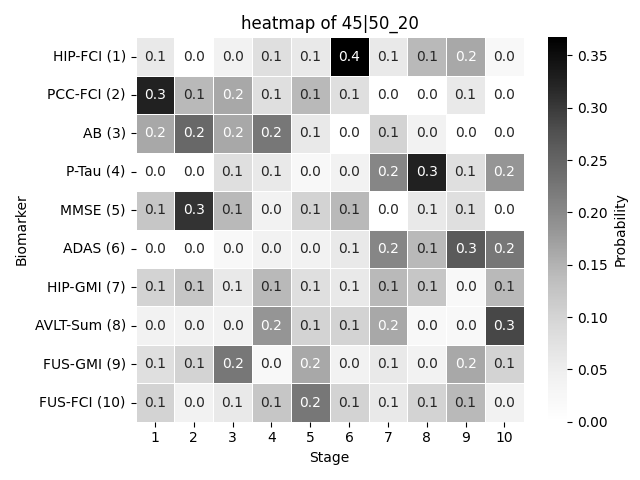 heatmap of 45|50_20
HIP-FCI (1) 0.1 0.0 0.0 0.1 0.1 0.4 0.1 0.1 0.2 0.0
PCC-FCI (2) 0.3 0.1 0.2 0.1 0.1 0.1 0.0 0.0 0.1 0.0
AB (3) 0.2 0.2 0.2 0.2 0.1 0.0 0.1 0.0 0.0 0.0
P-Tau (4) 0.0 0.0 0.1 0.1 0.0 0.0 0.2 0.3 0.1 0.2
MMSE (5) 0.1 0.3 0.1 0.0 0.1 0.1 0.0 0.1 0.1 0.0
ADAS (6) 0.0 0.0 0.0 0.0 0.0 0.1 0.2 0.1 0.3 0.2
HIP-GMI (7) 0.1 0.1 0.1 0.1 0.1 0.1 0.1 0.1 0.0 0.1
AVLT-Sum (8) 0.0 0.0 0.0 0.2 0.1 0.1 0.2 0.0 0.0 0.3
FUS-GMI (9) 0.1 0.1 0.2 0.0 0.2 0.0 0.1 0.0 0.2 0.1
FUS-FCI (10) 0.1 0.0 0.1 0.1 0.2 0.1 0.1 0.1 0.1 0.0
1 2 3 4 5 6 7 8 9 10
Stage
Biomarker
0.35
0.30
0.25
0.20
0.15
0.10
0.05
0.00
Probability